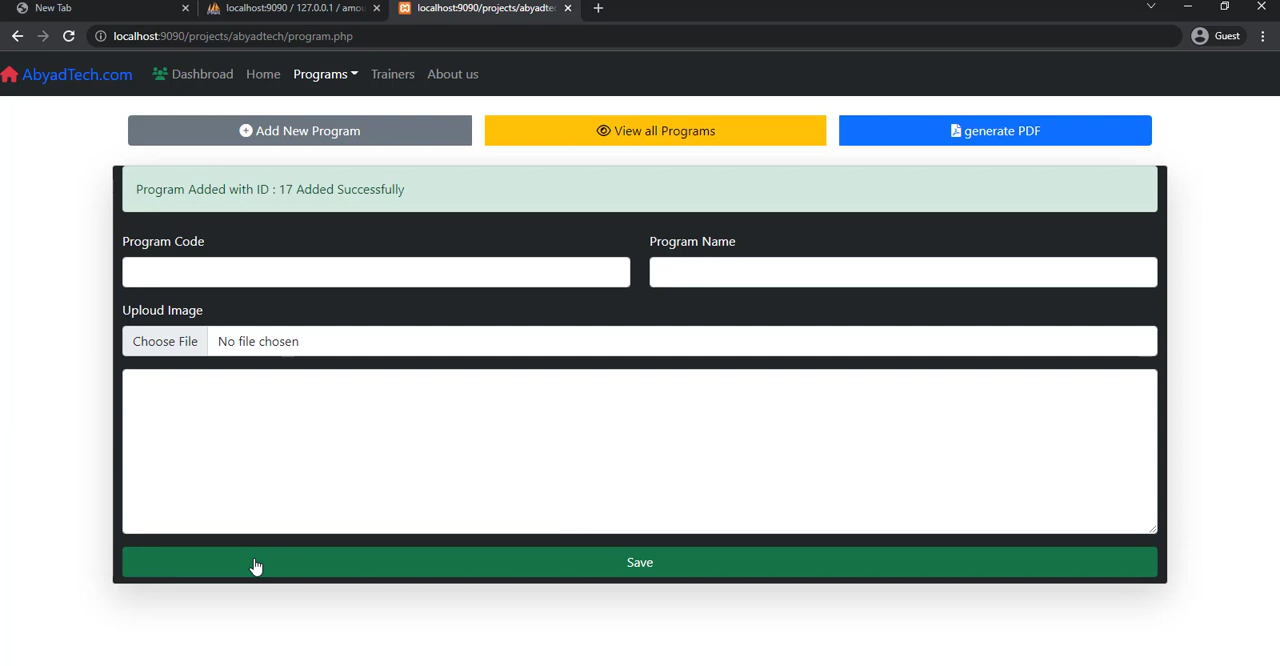 New Tab
localhost:9090 / 127.0.0.1 / amou
localhost:9090/projects/abyadtec
localhost:9090/projects/abyadtech/program.php
Guest
AbyadTech.com
Dashbroad
Home
Programs
Trainers
About us
Add New Program
View all Programs
generate PDF
Program Added with ID : 17 Added Successfully
Program Code
Program Name
Uploud Image
Choose File
No file chosen
Save